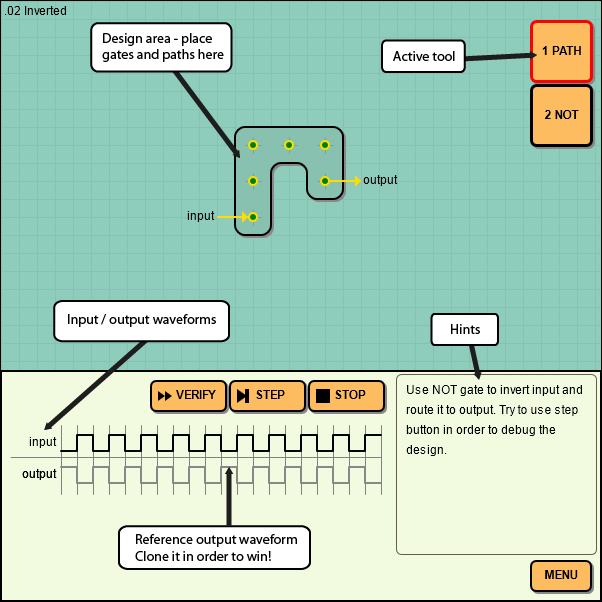 .02 Inverted
Design area - place
gates and paths here
Active tool
1 PATH
2 NOT
output
input
Input / output waveforms
Hints
VERIFY
STEP
STOP
Use NOT gate to invert input and
route it to output. Try to use step
button in order to debug the
design.
input
output
Reference output waveform
Clone it in order to win!
MENU